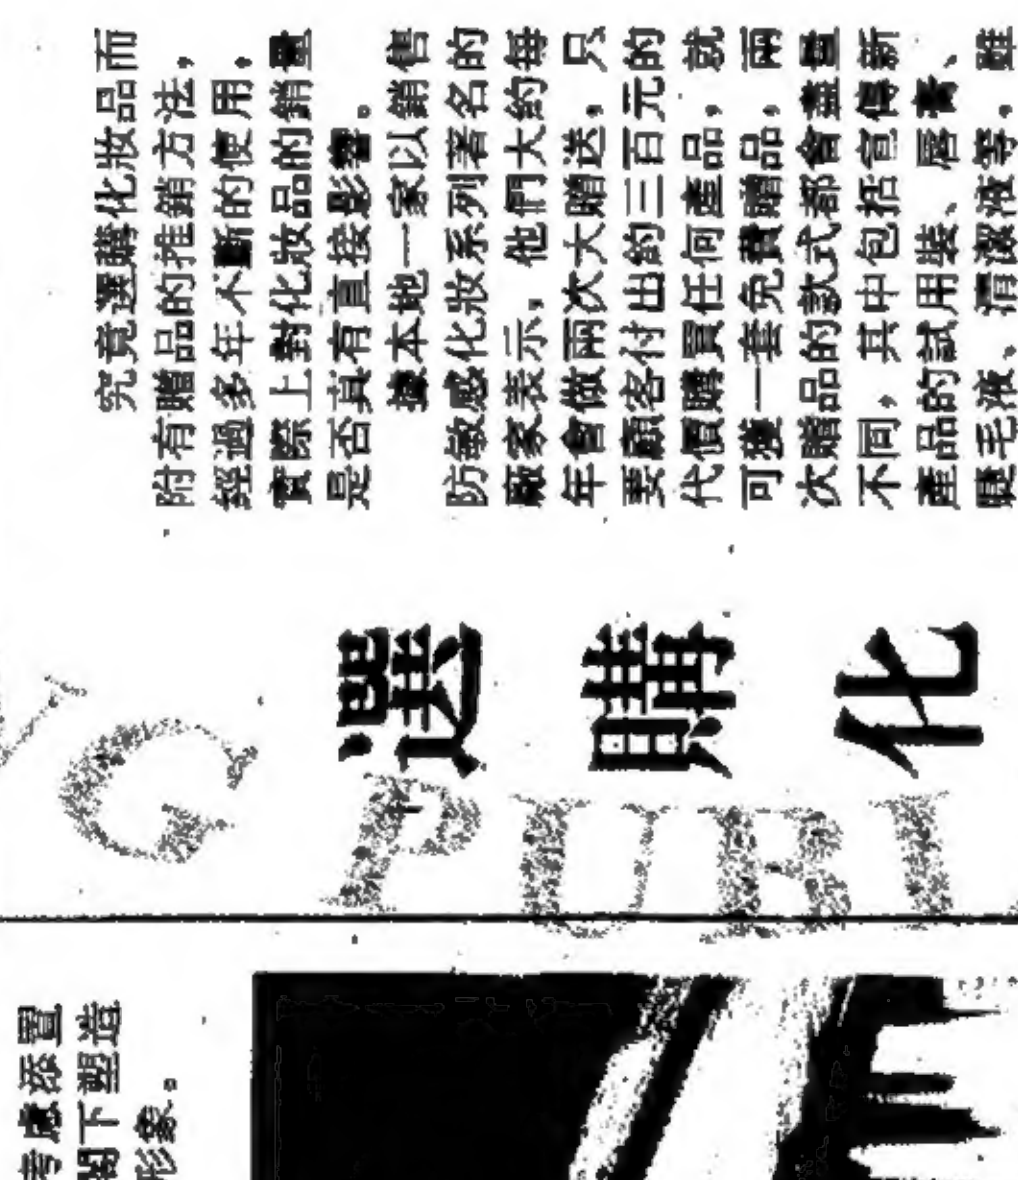 究竟選購化妝品而
附有贈品的推銷方法，
經過多年不斷的使用，
實際上對化妝品的銷量
是否真有直接影響。
據本地一家以銷售
防敏感化妝系列著名的
廠家表示，他們大約每
年會做兩次大贈送，只
要顧客付出約三百元的
代價購買任何產品，就
可獲一套免費贈品，兩
次贈品的款式都會盡量
不同，其中包括宣傳新
產品的試用裝、唇膏、
睫毛液、潤濕液等，雖
選購化
G PUBL
考慮添置
閣下塑造
形象。